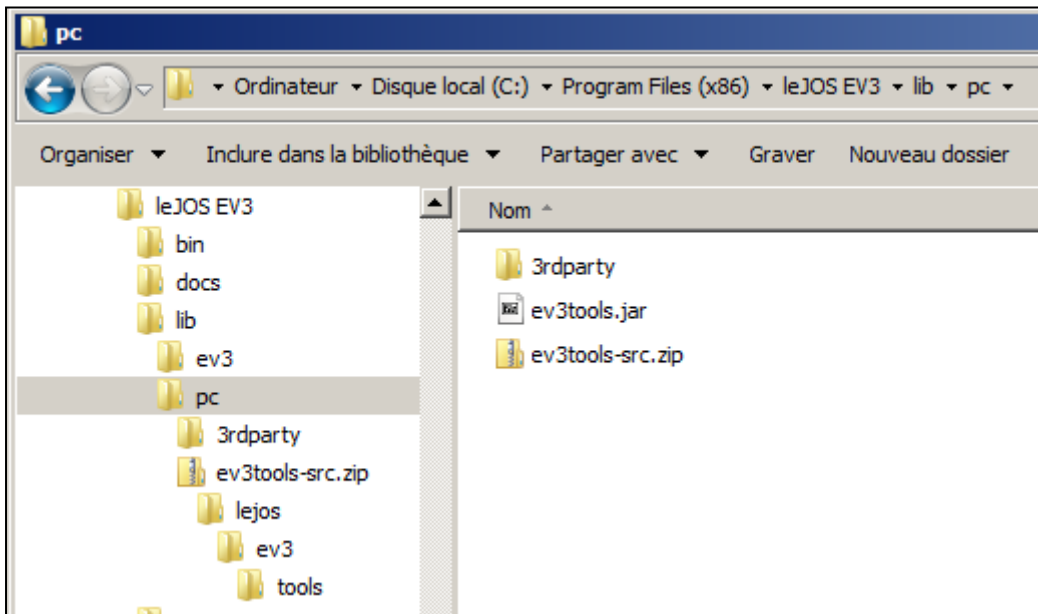 pc
Ordinateur Disque local (C:) Program Files (x86) leJOS EV3 lib pc
Organiser Inclure dans la bibliothèque Partager avec Graver Nouveau dossier
leJOS EV3
bin
docs
lib
ev3
pc
3rdparty
ev3tools-src.zip
lejos
ev3
tools
Nom
3rdparty
ev3tools.jar
ev3tools-src.zip